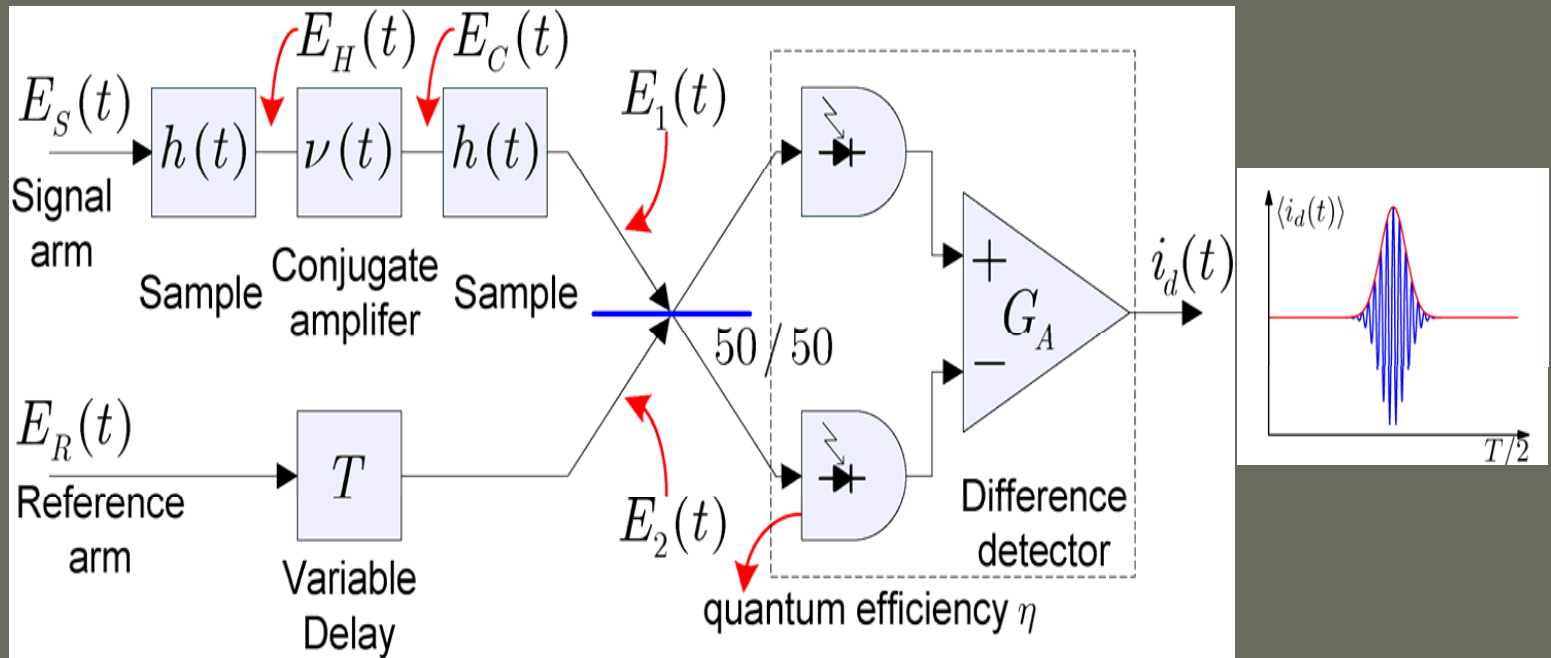 E_H(t) E_C(t)
E_S(t)
h(t) ν(t) h(t)
E_1(t)
Signal
arm
Sample
Conjugate
amplifer
Sample
50/50
+
G_A
−
i_d(t)
E_R(t)
Reference
arm
T
Variable
Delay
E_2(t)
Difference
detector
quantum efficiency η
⟨i_d(t)⟩
T/2